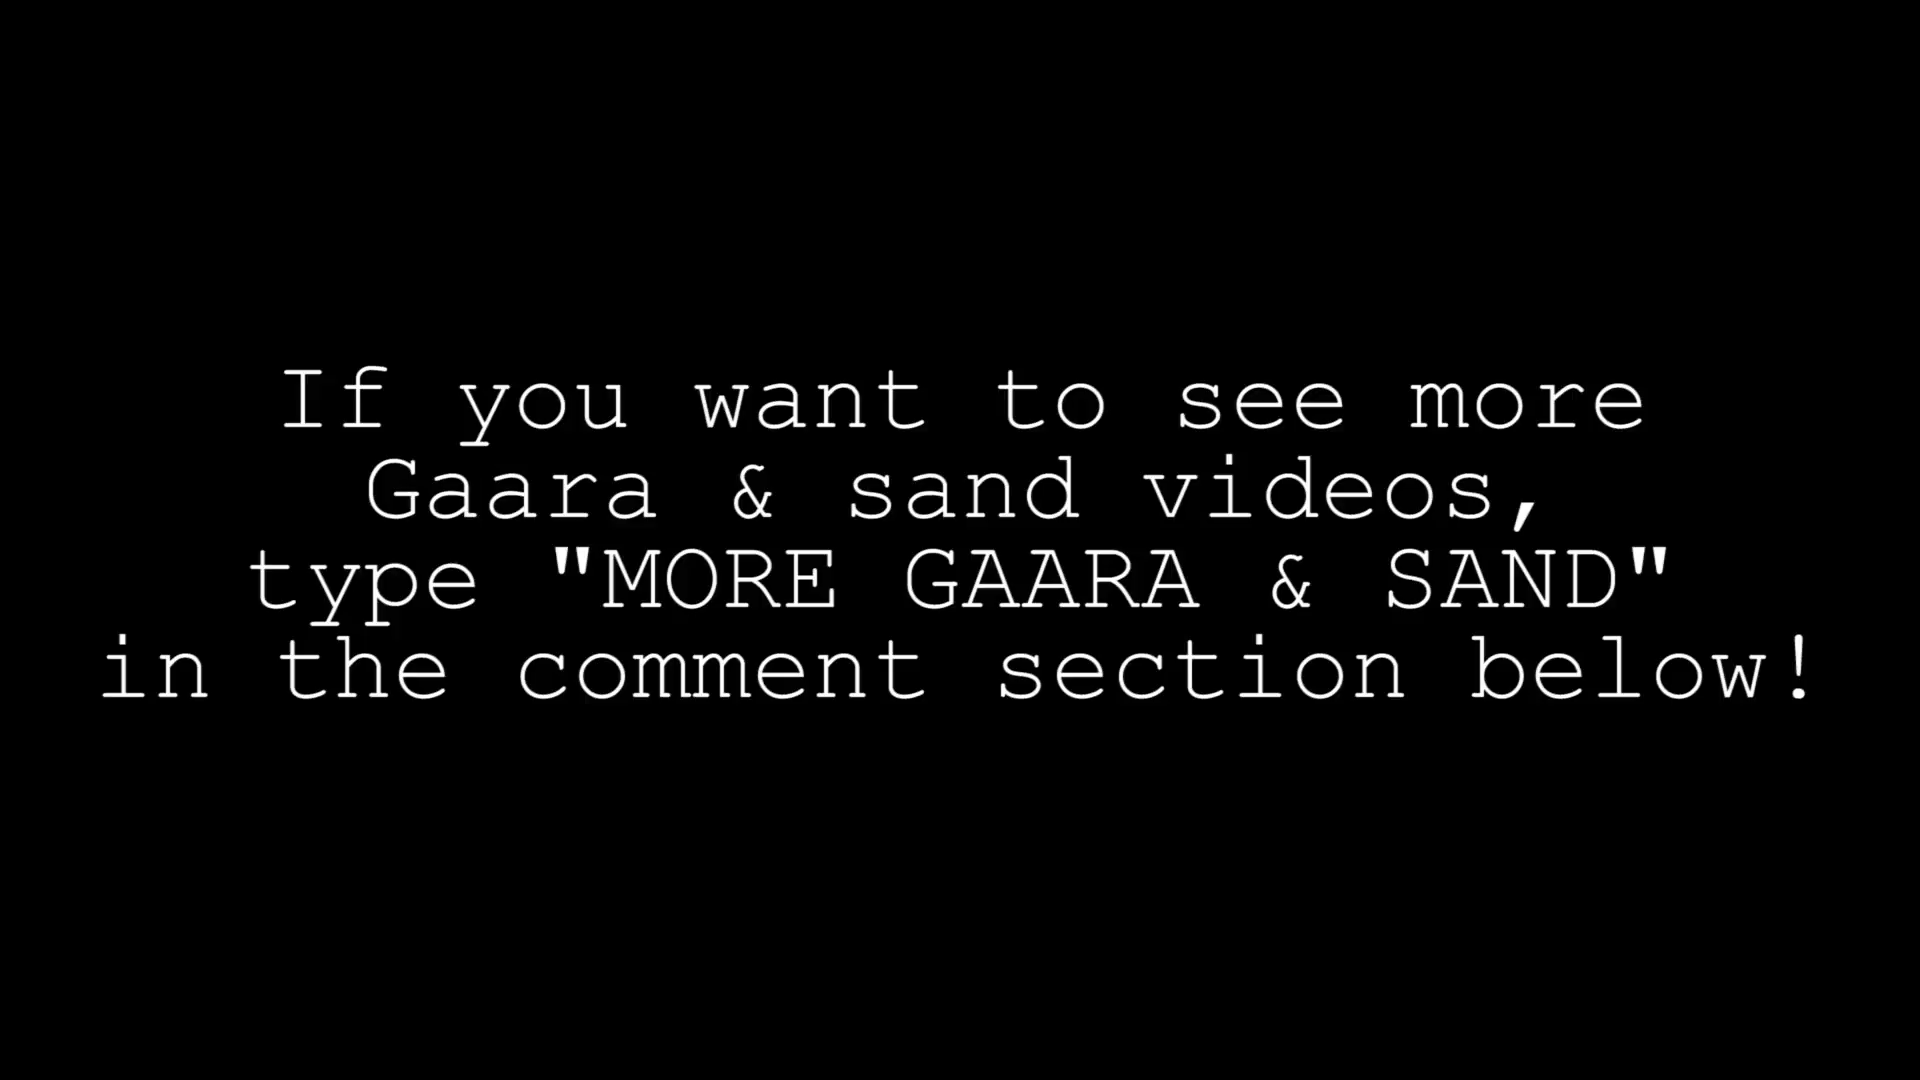 If you want to see more
Gaara & sand videos,
type "MORE GAARA & SAND"
in the comment section below!